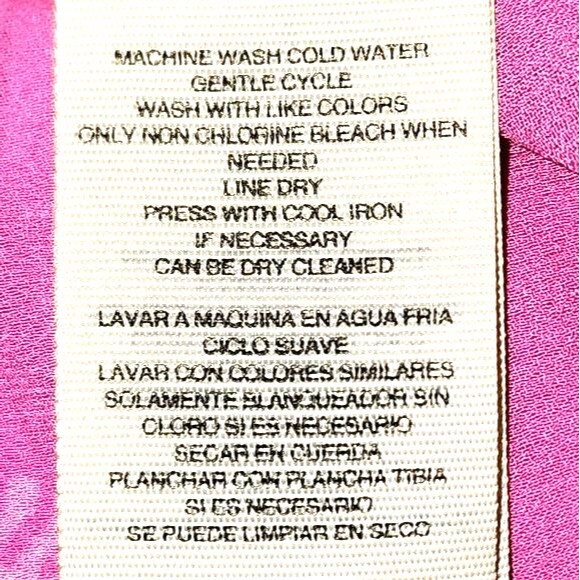 MACHINE WASH COLD WATER
GENTLE CYCLE
WASH WITH LIKE COLORS
ONLY NON CHLORINE BLEACH WHEN
NEEDED
LINE DRY
PRESS WITH COOL IRON
IF NECESSARY
CAN BE DRY CLEANED
LAVAR A MAQUINA EN AGUA FRIA
CICLO SUAVE
LAVAR CON COLORES SIMILARES
SOLAMENTE BLANQUEADOR SIN
CLORO SI ES NECESARIO
SECAR EN CUERDA
PLANCHAR CON PLANCHA TIBIA
SI ES NECESARIO
SE PUEDE LIMPIAR EN SECO